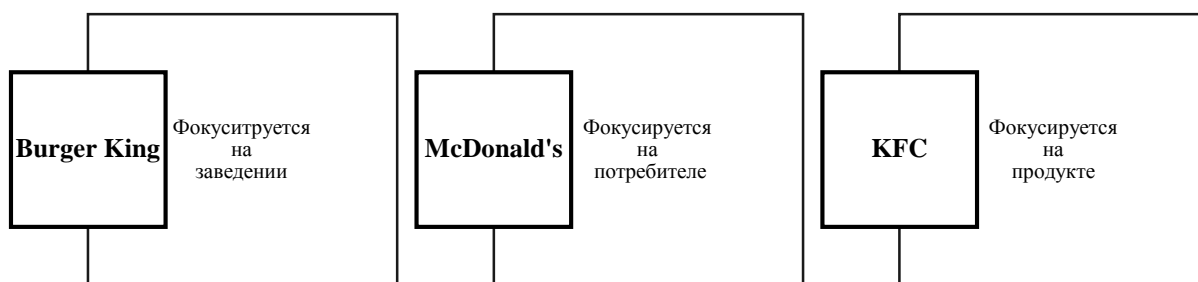 Burger King
Фокуситруется
на
заведении
McDonald's
Фокусируется
на
потребителе
KFC
Фокусируется
на
продукте